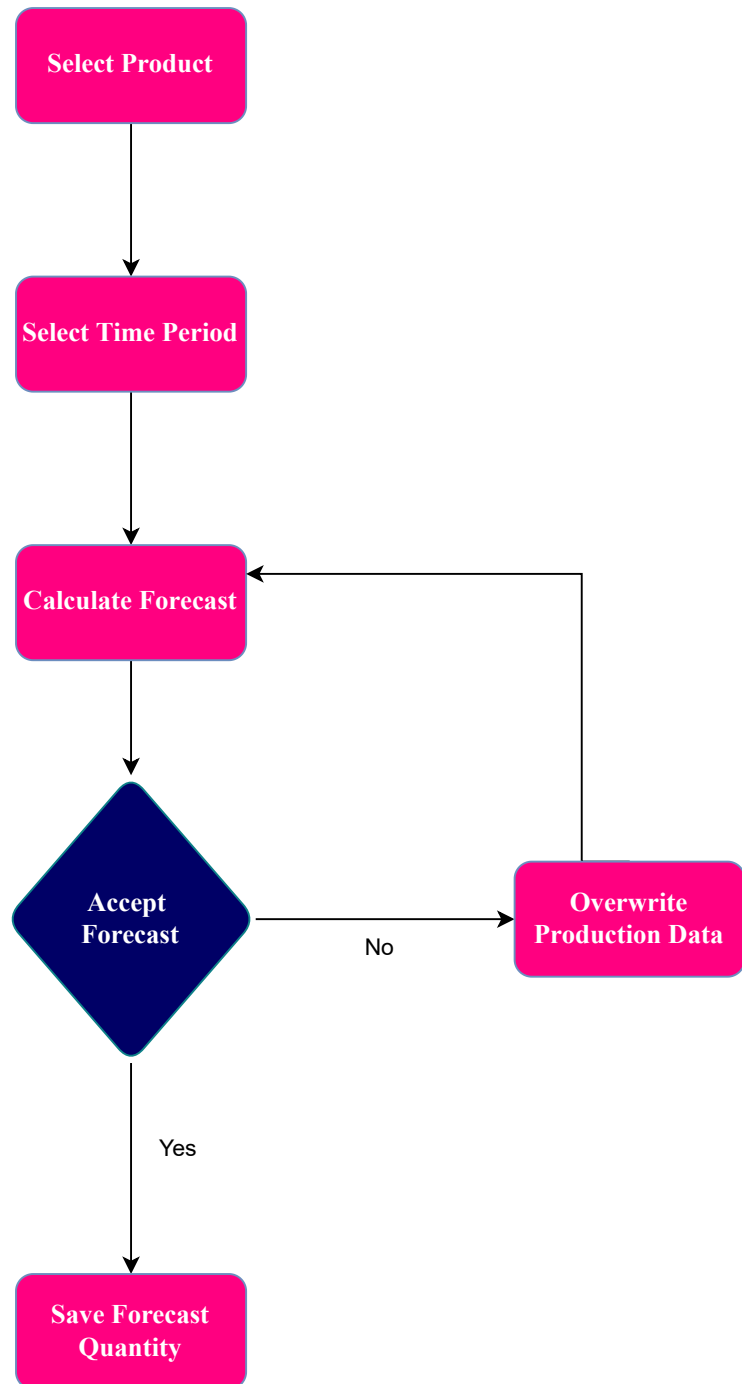 Select Product
Select Time Period
Calculate Forecast
Accept
Forecast
No
Overwrite
Production Data
Yes
Save Forecast
Quantity